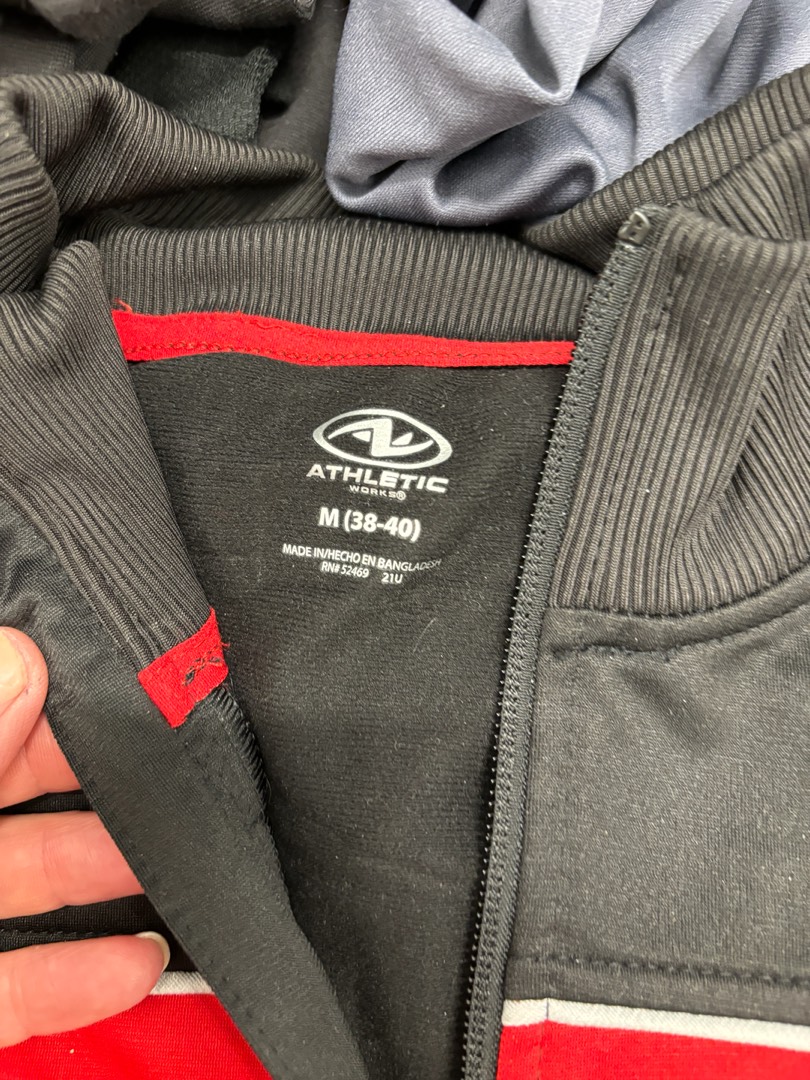 ATHLETIC
WORKS®
M (38-40)
MADE IN/HECHO EN BANGLADESH
RN# 52469 21U